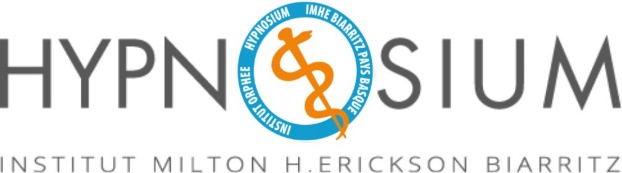 HYPNOSIUM
HYPNOSIUM IMHE BIARRITZ PAYS BASQUE INSTITUT ORPHEE
INSTITUT MILTON H.ERICKSON BIARRITZ